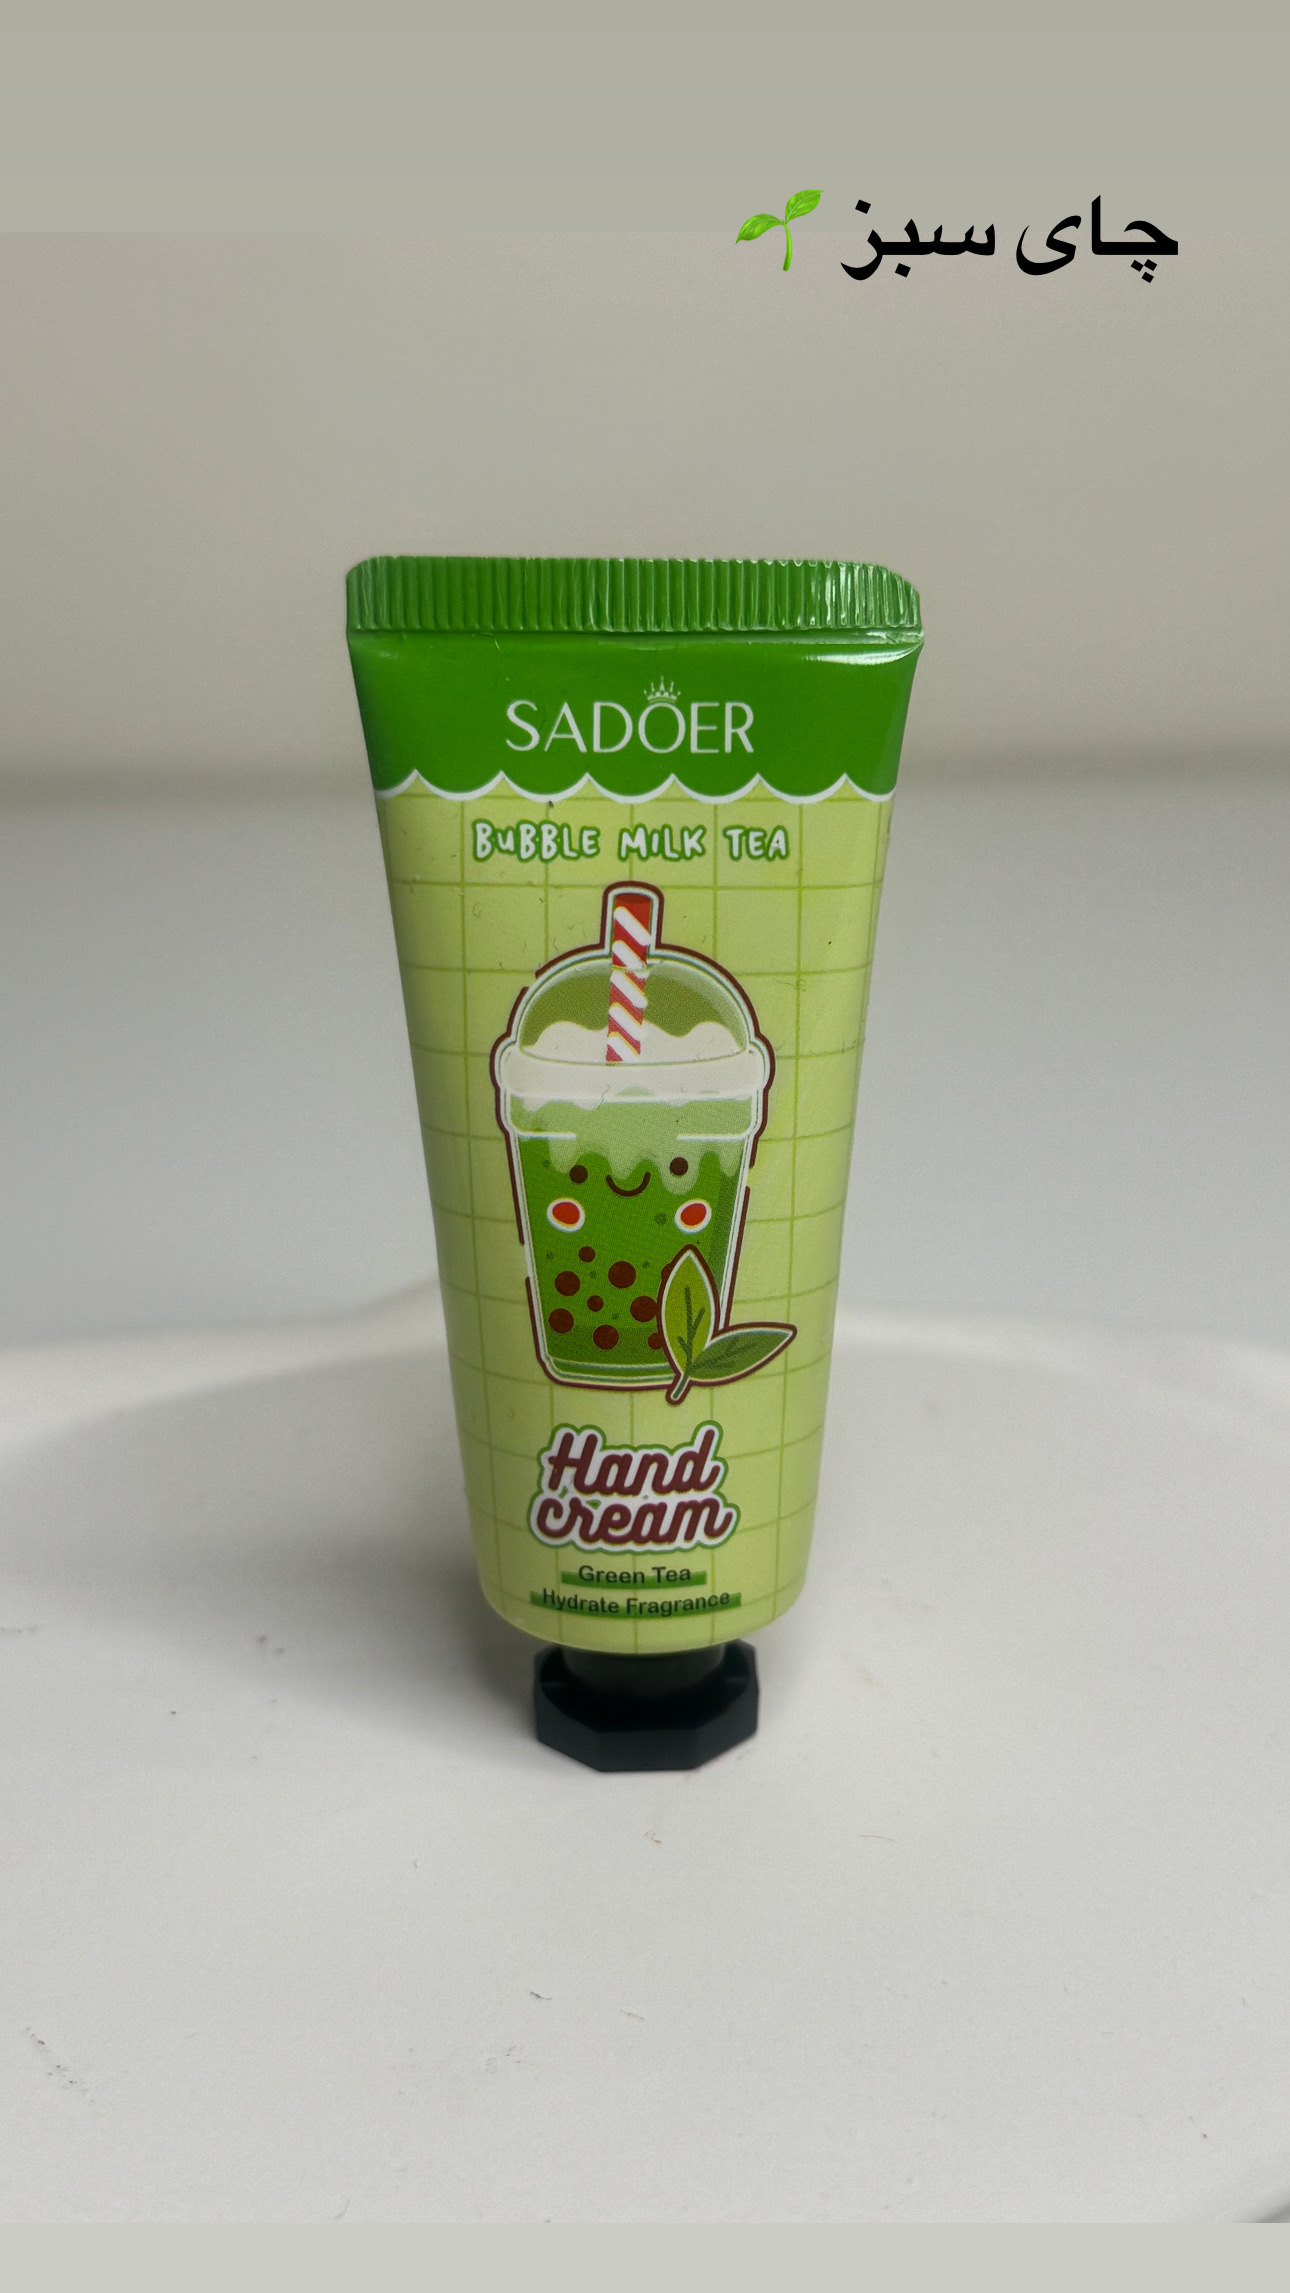 چای سبز 🌱
SADOER
BUBBLE MILK TEA
Hand
cream
Green Tea
Hydrate Fragrance